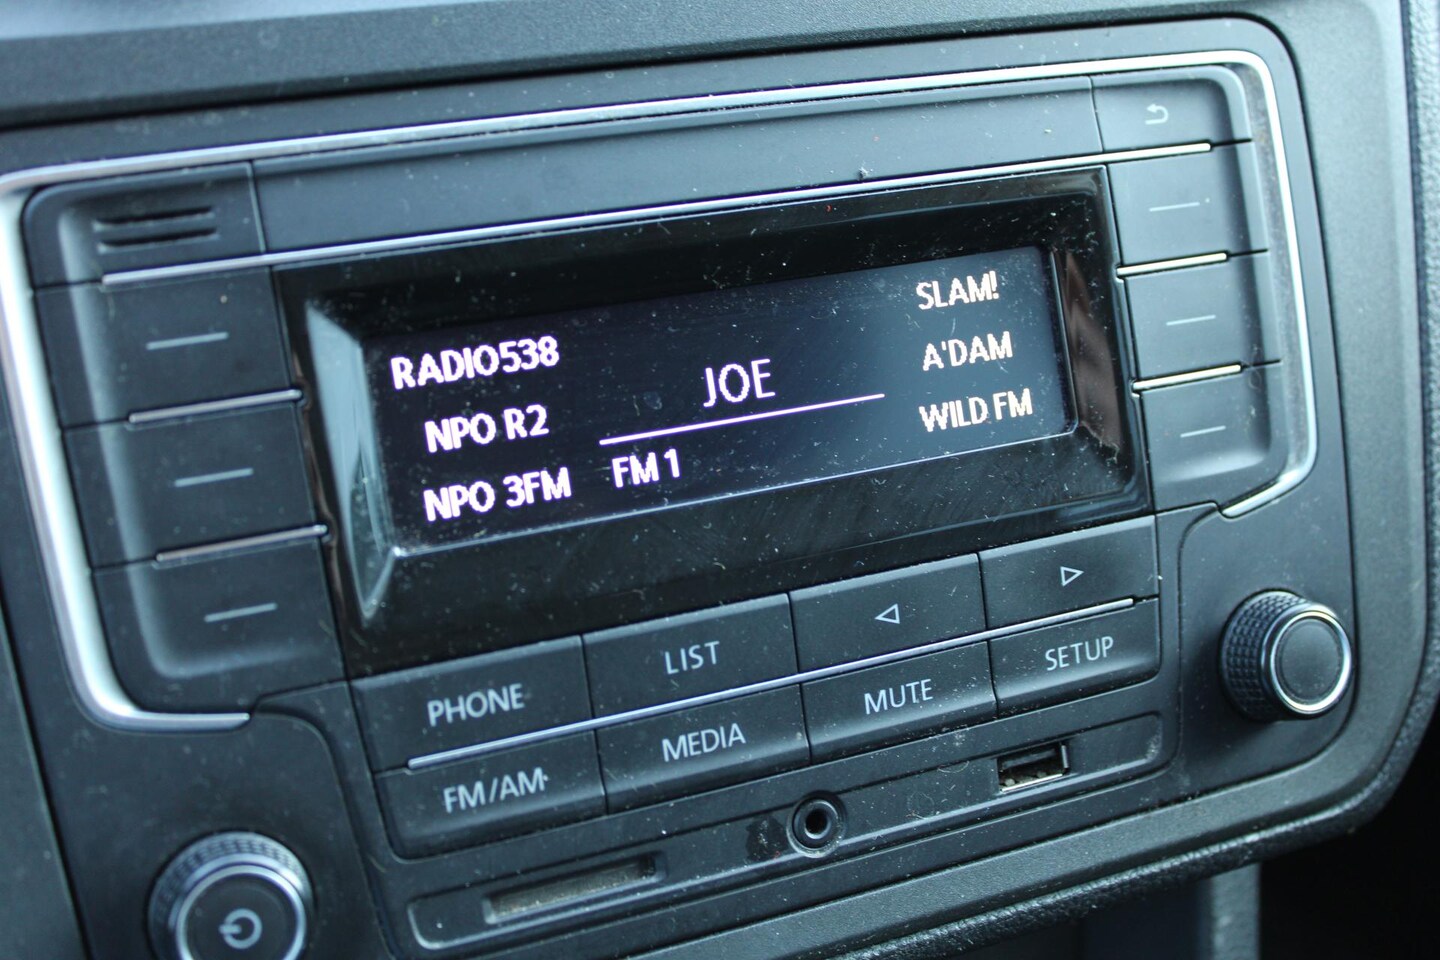 RADIO538
NPO R2
NPO 3FM
JOE
FM 1
SLAM!
A'DAM
WILD FM
PHONE
LIST
FM/AM
MEDIA
MUTE
SETUP